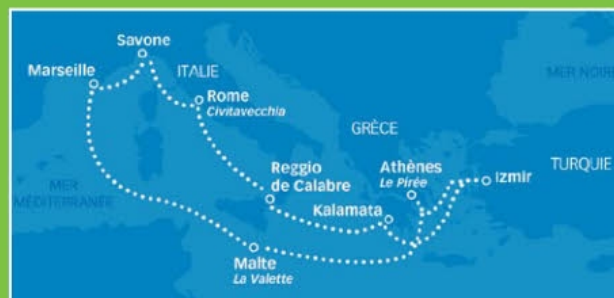 Savone
Marseille
ITALIE
MER NOIRE
Rome
Civitavecchia
GRÈCE
TURQUIE
Reggio
de Calabre
Athènes
Le Pirée
Izmir
MER
MÉDITERRANÉE
Kalamata
Malte
La Valette